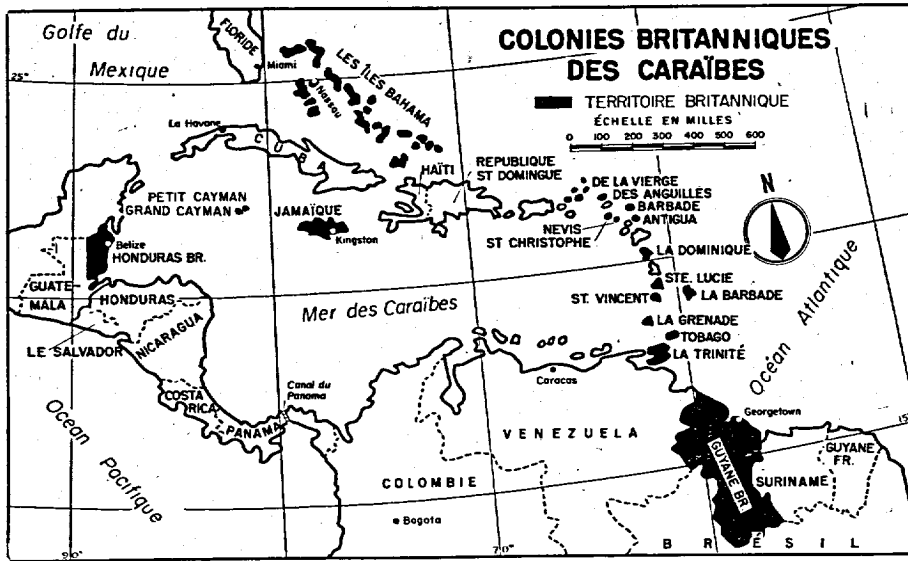 COLONIES BRITANNIQUES
DES CARAÏBES
TERRITOIRE BRITANNIQUE
ÉCHELLE EN MILLES
0 100 200 300 400 500 600
Golfe du
Mexique
FLORIDE
Miami
25°
LES ÎLES BAHAMA
Nassau
La Havane
CUBA
HAÏTI
REPUBLIQUE
ST DOMINGUE
PETIT CAYMAN
GRAND CAYMAN
JAMAÏQUE
Kingston
DE LA VIERGE
DES ANGUILLES
BARBADE
ANTIGUA
NEVIS
ST CHRISTOPHE
N
LA DOMINIQUE
STE. LUCIE
ST. VINCENT
LA BARBADE
LA GRENADE
TOBAGO
LA TRINITÉ
Belize
HONDURAS BR.
GUATE
MALA
HONDURAS
LE SALVADOR
NICARAGUA
Mer des Caraïbes
Océan Atlantique
COSTA
RICA
Canal du
Panama
PANAMA
Caracas
Océan
Pacifique
VENEZUELA
COLOMBIE
Bogota
Georgetown
15°
GUYANE BR.
SURINAME
GUYANE
FR.
BRÉSIL
90°
70°